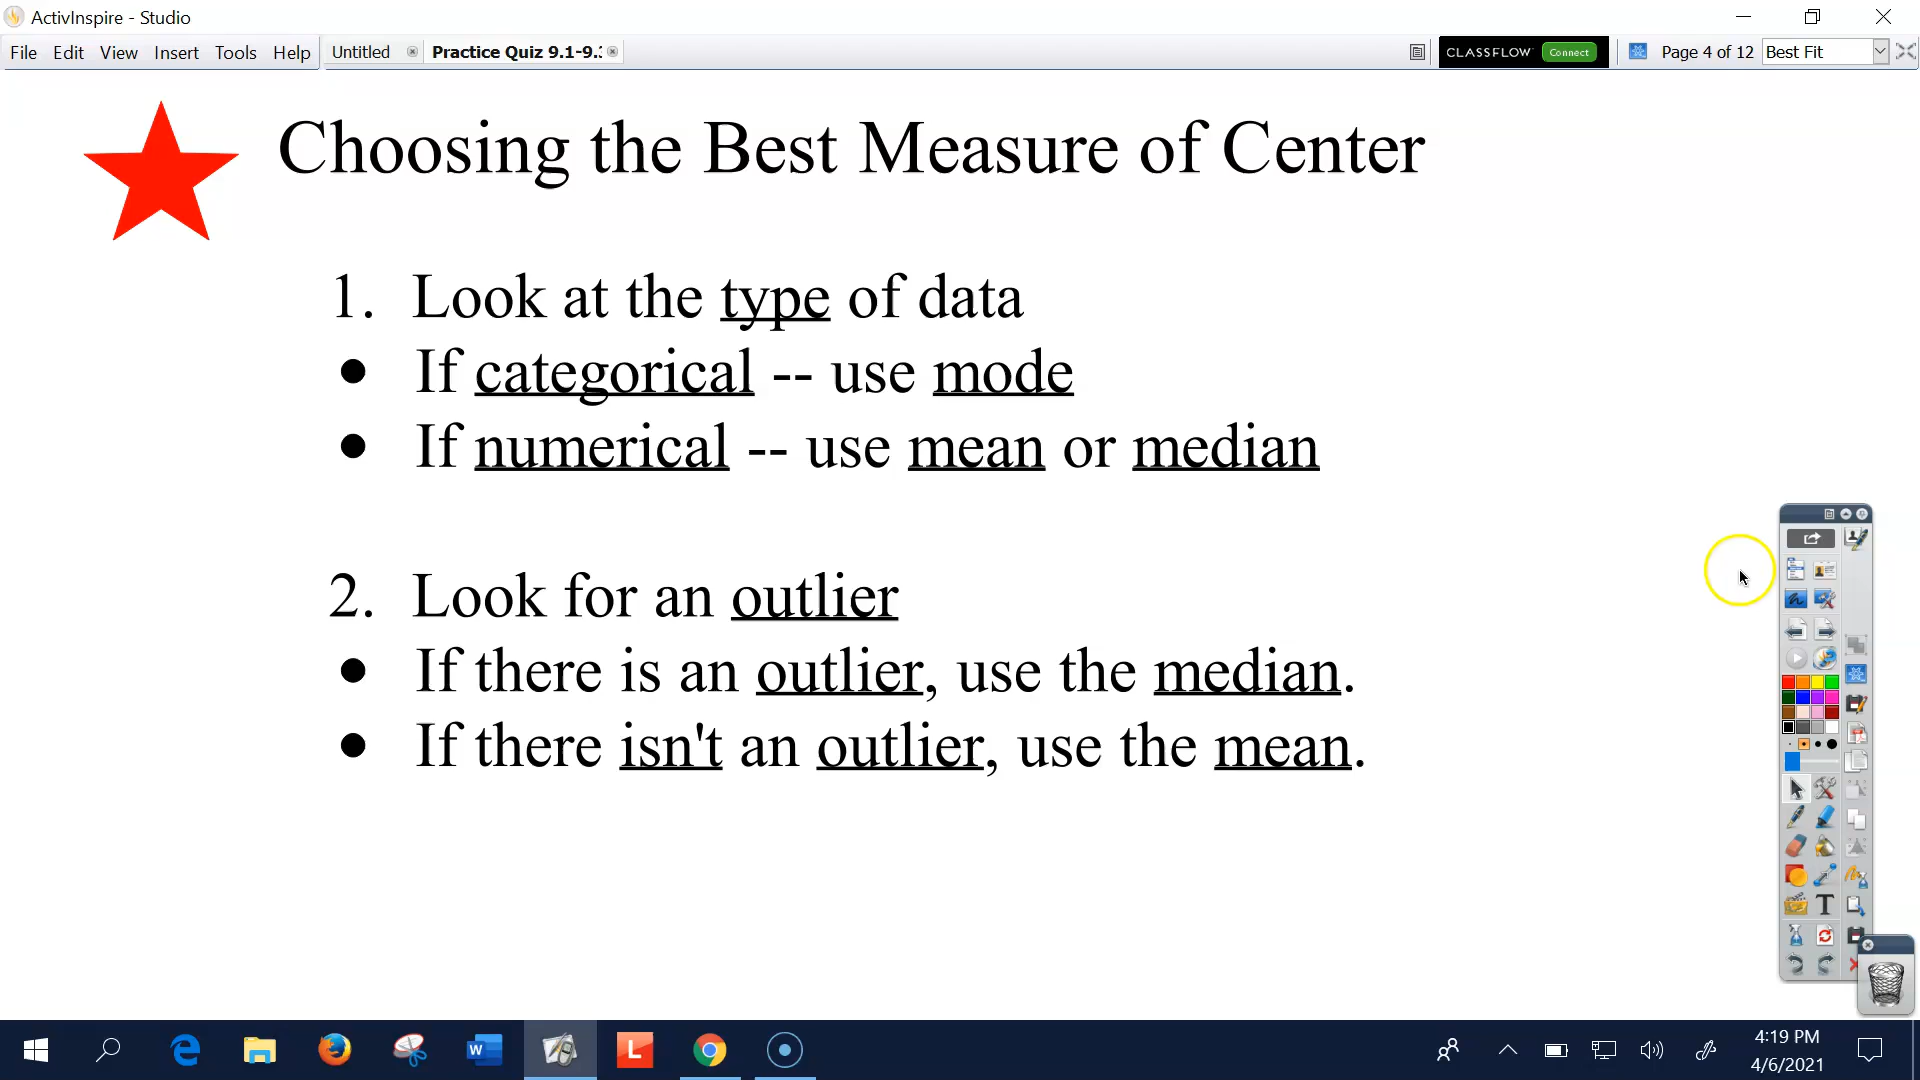 ActivInspire - Studio
File Edit View Insert Tools Help Untitled Practice Quiz 9.1-9.: CLASSFLOW Connect Page 4 of 12 Best Fit
Choosing the Best Measure of Center
1. Look at the type of data
● If categorical -- use mode
● If numerical -- use mean or median
2. Look for an outlier
● If there is an outlier, use the median.
● If there isn't an outlier, use the mean.
4:19 PM
4/6/2021